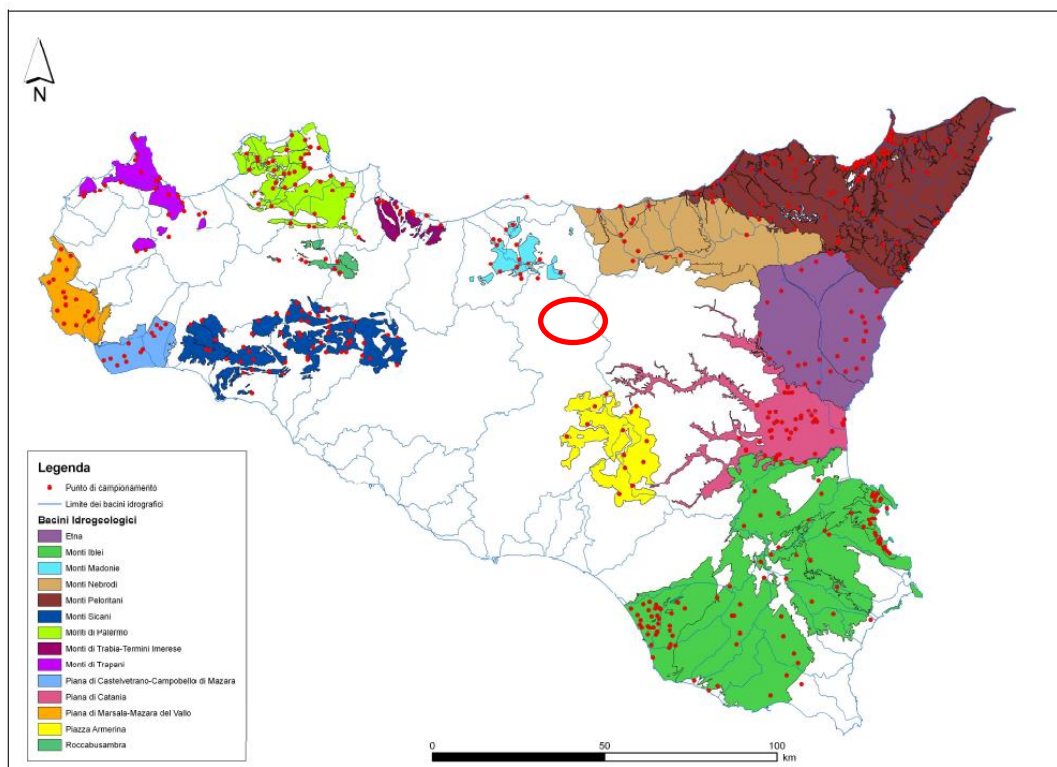 N
Legenda
Punto di campionamento
Limite dei bacini idrografici
Bacini Idrogeologici
Etna
Monti Iblei
Monti Madonie
Monti Nebrodi
Monti Peloritani
Monti Sicani
Monti di Palermo
Monti di Trabia-Termini Imerese
Monti di Trapani
Piana di Castelvetrano-Campobello di Mazara
Piana di Catania
Piana di Marsala-Mazara del Vallo
Piazza Armerina
Roccabusambra
0 50 100
km